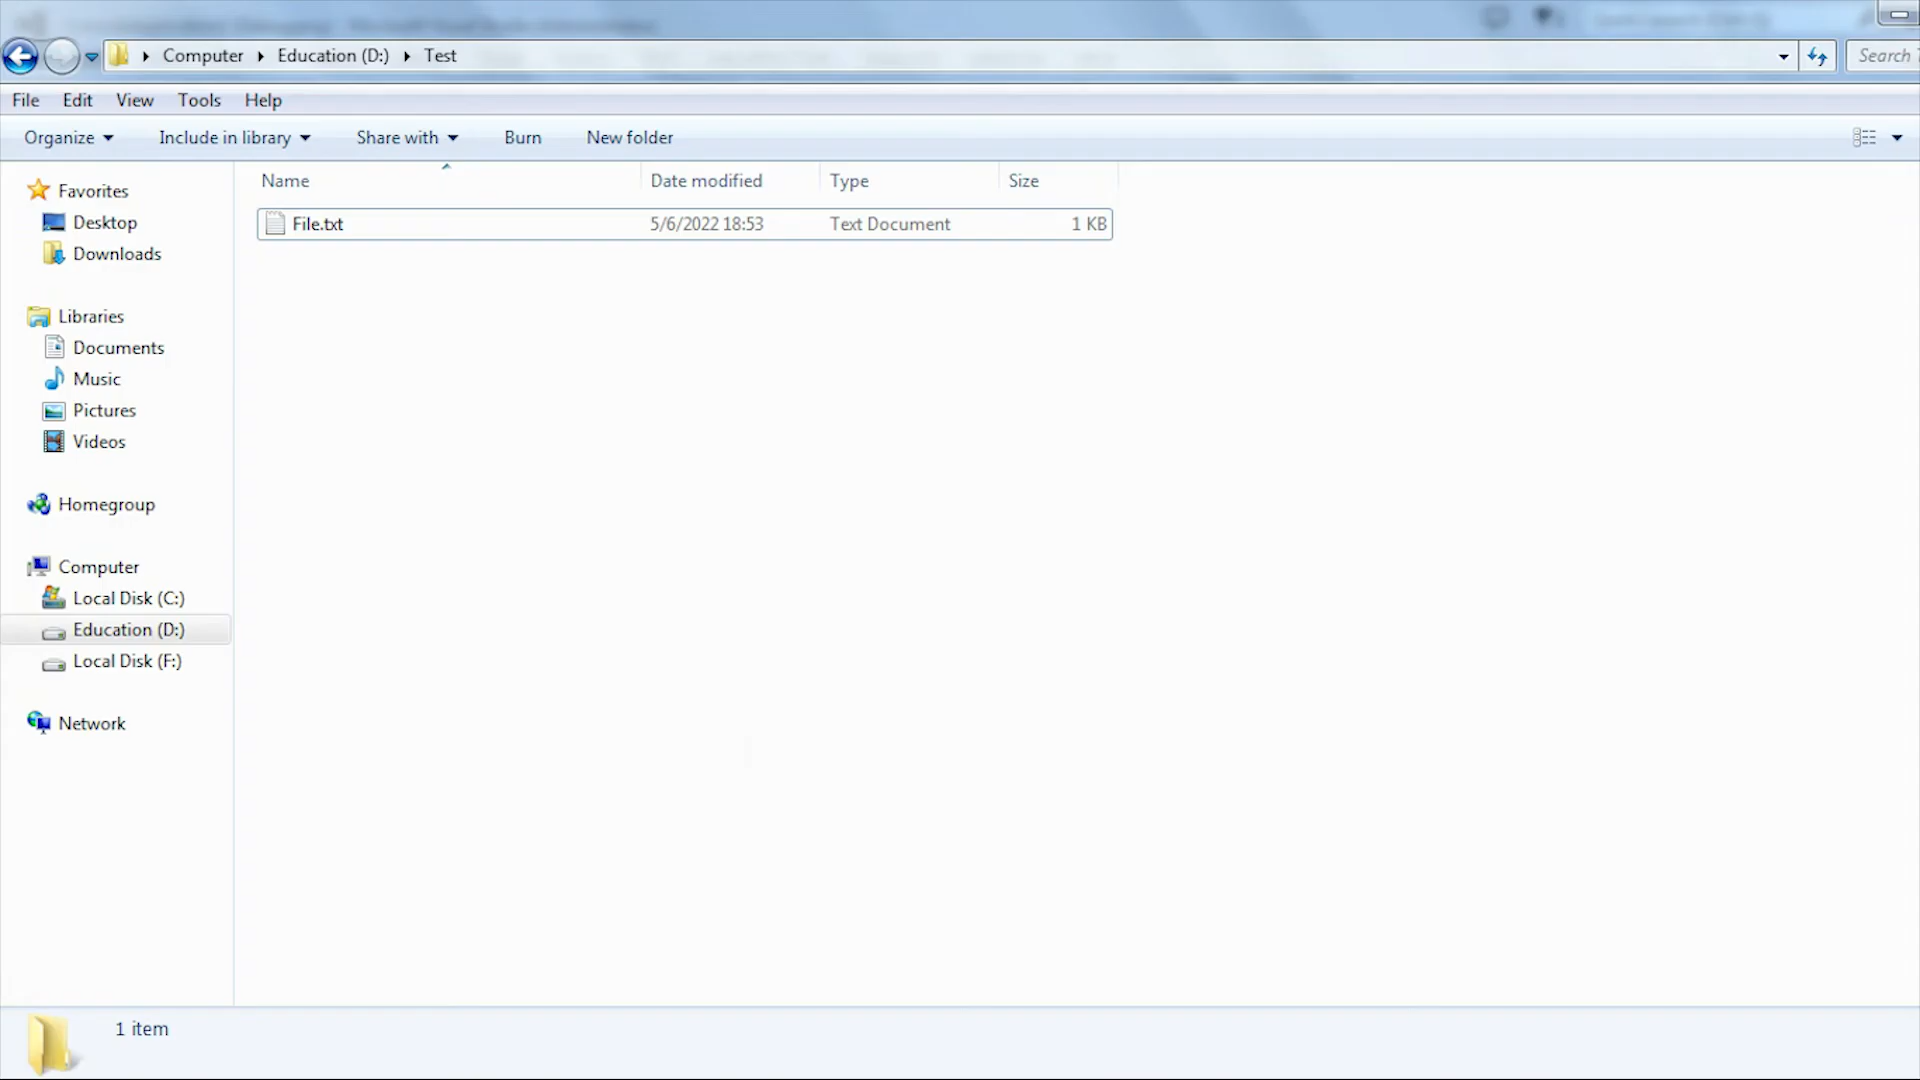 Computer Education (D:) Test
Search
File Edit View Tools Help
Organize Include in library Share with Burn New folder
Name Date modified Type Size
File.txt 5/6/2022 18:53 Text Document 1 KB
Favorites
Desktop
Downloads
Libraries
Documents
Music
Pictures
Videos
Homegroup
Computer
Local Disk (C:)
Education (D:)
Local Disk (F:)
Network
1 item